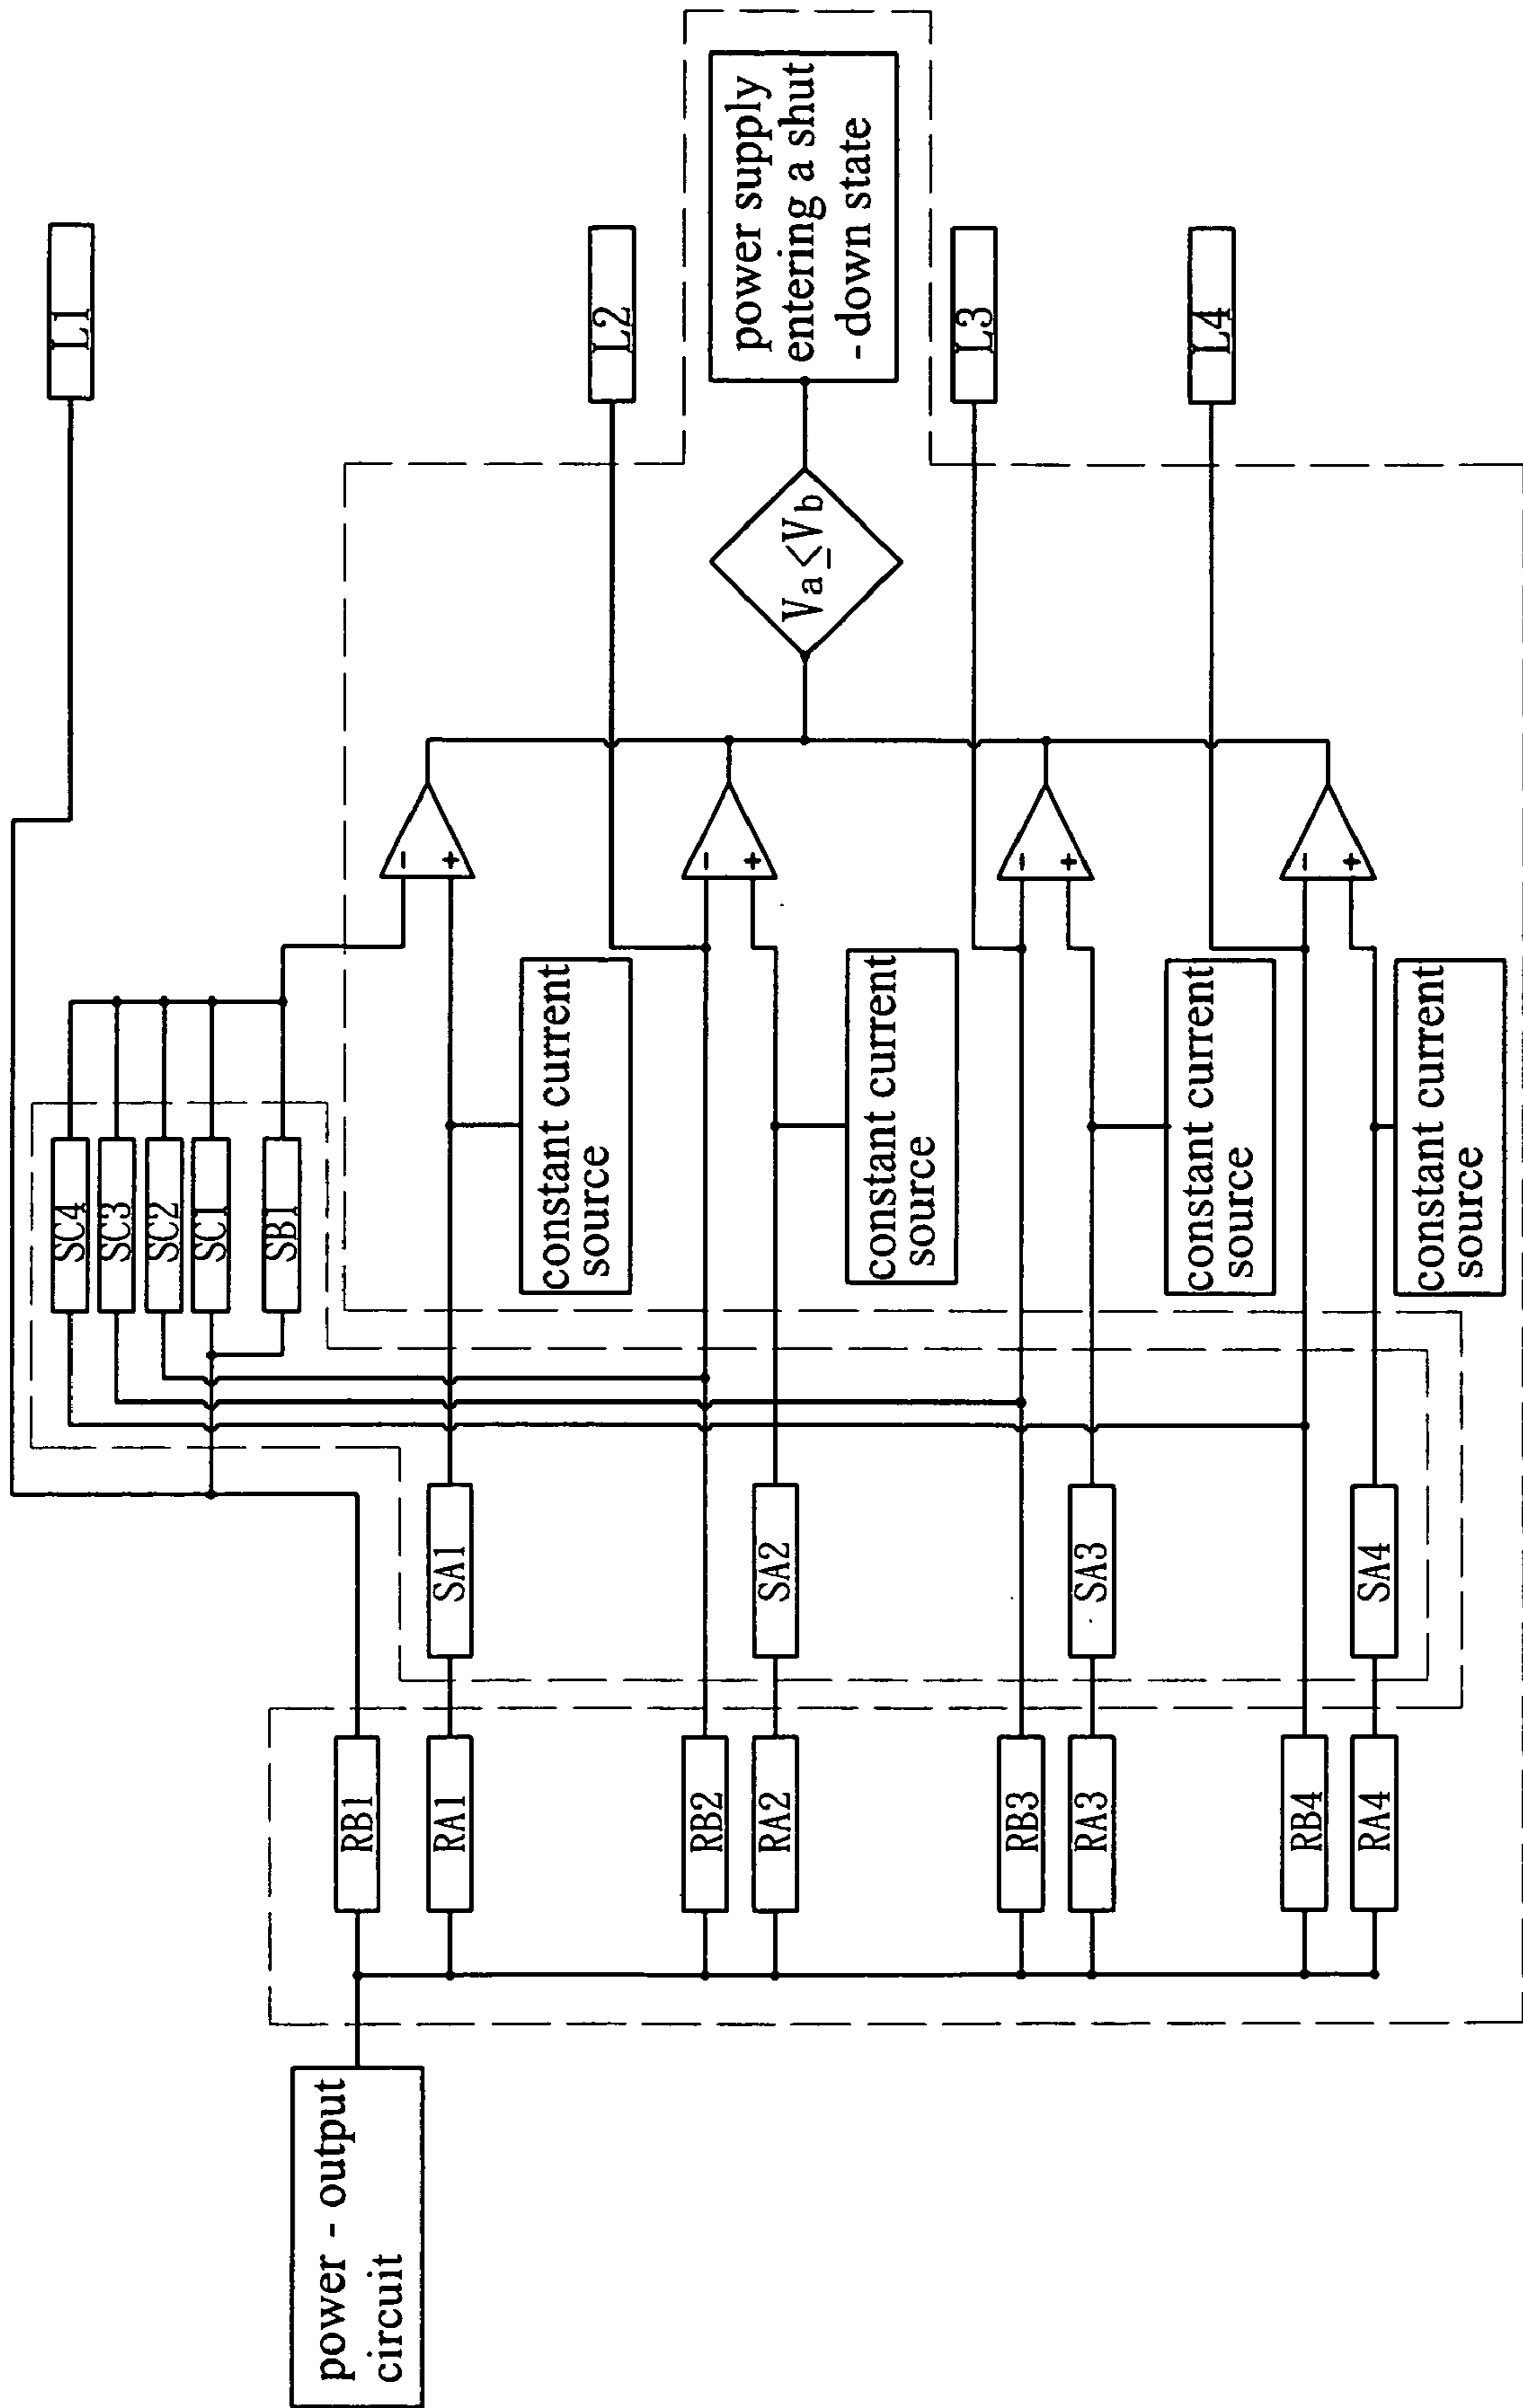 power - output
circuit
RB1
RA1
RB2
RA2
RB3
RA3
RB4
RA4
SA1
SA2
SA3
SA4
SC4
SC3
SC2
SC1
SB1
constant current
source
constant current
source
constant current
source
constant current
source
-
+
-
+
-
+
-
+
Va≤Vb
power supply
entering a shut
- down state
L1
L2
L3
L4